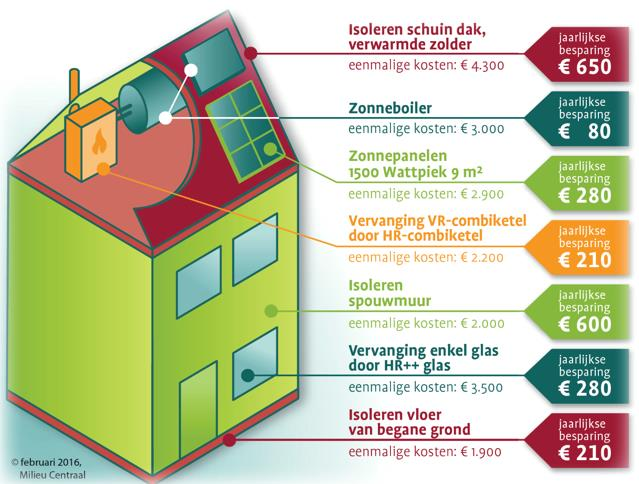 Isoleren schuin dak,
verwarmde zolder
eenmalige kosten: € 4.300
jaarlijkse
besparing
€ 650
Zonneboiler
eenmalige kosten: € 3.000
jaarlijkse
besparing
€ 80
Zonnepanelen
1500 Wattpiek 9 m²
eenmalige kosten: € 2.900
jaarlijkse
besparing
€ 280
Vervanging VR-combiketel
door HR-combiketel
eenmalige kosten: € 2.200
jaarlijkse
besparing
€ 210
Isoleren
spouwmuur
eenmalige kosten: € 2.000
jaarlijkse
besparing
€ 600
Vervanging enkel glas
door HR++ glas
eenmalige kosten: € 3.500
jaarlijkse
besparing
€ 280
Isoleren vloer
van begane grond
eenmalige kosten: € 1.900
jaarlijkse
besparing
€ 210
© februari 2016,
Milieu Centraal